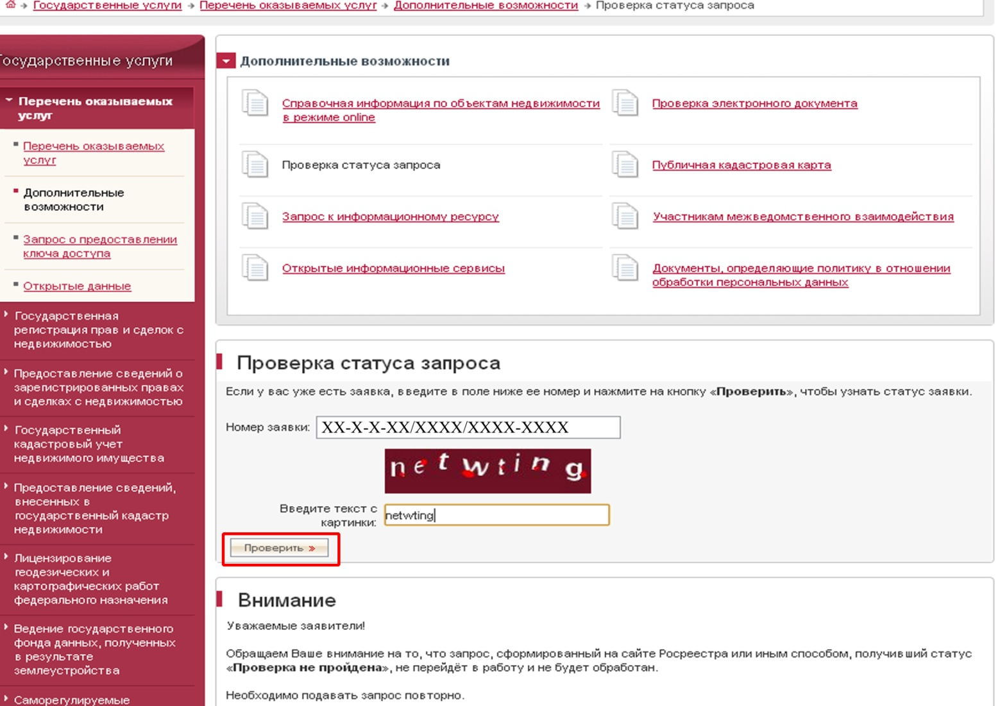 Государственные услуги → Перечень оказываемых услуг → Дополнительные возможности → Проверка статуса запроса
Государственные услуги
Перечень оказываемых
услуг
Перечень оказываемых
услуг
Дополнительные
возможности
Запрос о предоставлении
ключа доступа
Открытые данные
Государственная
регистрация прав и сделок с
недвижимостью
Предоставление сведений о
зарегистрированных правах
и сделках с недвижимостью
Государственный
кадастровый учет
недвижимого имущества
Предоставление сведений,
внесенных в
государственный кадастр
недвижимости
Лицензирование
геодезических и
картографических работ
федерального назначения
Ведение государственного
фонда данных, полученных
в результате
землеустройства
Саморегулируемые
Дополнительные возможности
Справочная информация по объектам недвижимости
в режиме online
Проверка электронного документа
Проверка статуса запроса
Публичная кадастровая карта
Запрос к информационному ресурсу
Участникам межведомственного взаимодействия
Открытые информационные сервисы
Документы, определяющие политику в отношении
обработки персональных данных
Проверка статуса запроса
Если у вас уже есть заявка, введите в поле ниже ее номер и нажмите на кнопку «Проверить», чтобы узнать статус заявки.
Номер заявки: XX-X-X-XX/XXXX/XXXX-XXXX
netwting
Введите текст с
картинки:
netwting
Проверить »
Внимание
Уважаемые заявители!
Обращаем Ваше внимание на то, что запрос, сформированный на сайте Росреестра или иным способом, получивший статус
«Проверка не пройдена», не перейдёт в работу и не будет обработан.
Необходимо подавать запрос повторно.